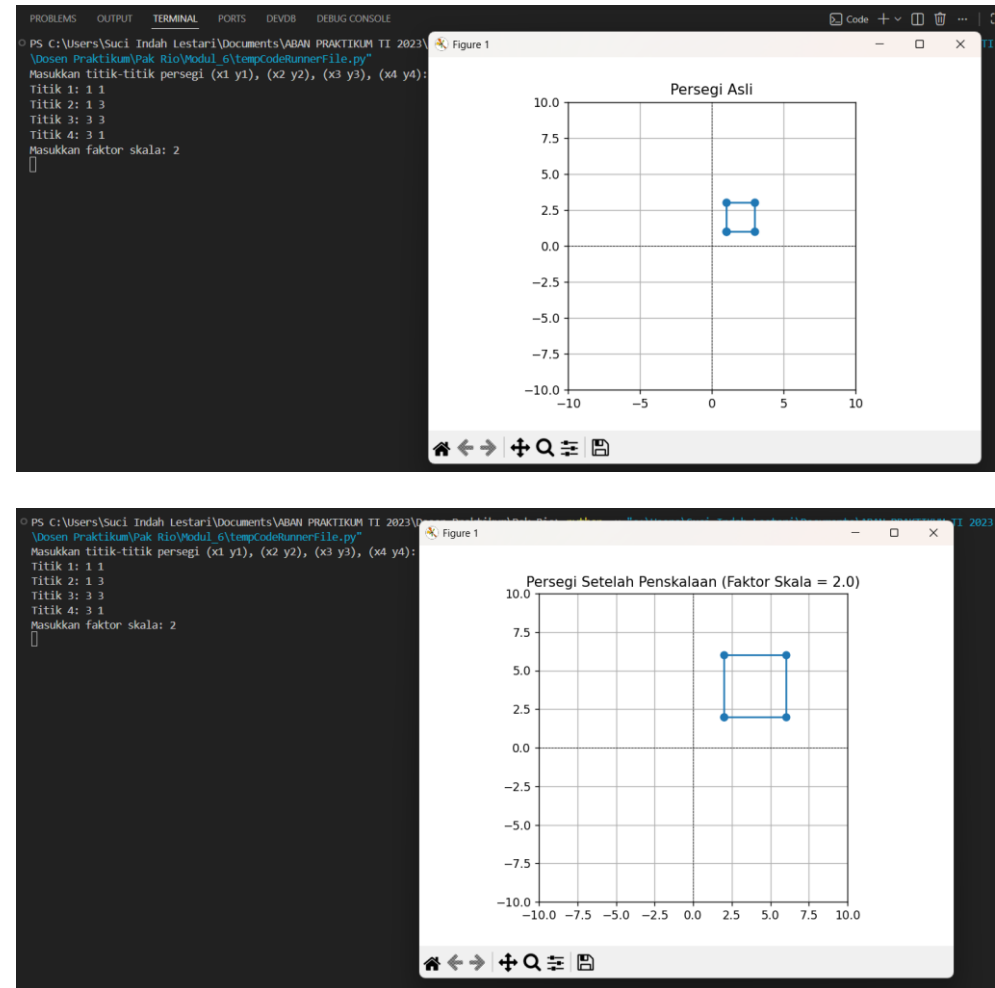 PROBLEMS OUTPUT TERMINAL PORTS DEVDB DEBUG CONSOLE
Code
PS C:\Users\Suci Indah Lestari\Documents\ABAN PRAKTIKUM TI 2023\
TI
\Dosen Praktikum\Pak Rio\Modul_6\tempCodeRunnerFile.py"
Masukkan titik-titik persegi (x1 y1), (x2 y2), (x3 y3), (x4 y4):
Titik 1: 1 1
Titik 2: 1 3
Titik 3: 3 3
Titik 4: 3 1
Masukkan faktor skala: 2
Figure 1
Persegi Asli
10.0
7.5
5.0
2.5
0.0
−2.5
−5.0
−7.5
−10.0
−10 −5 0 5 10
PS C:\Users\Suci Indah Lestari\Documents\ABAN PRAKTIKUM TI 2023\
TI 2023
\Dosen Praktikum\Pak Rio\Modul_6\tempCodeRunnerFile.py"
Masukkan titik-titik persegi (x1 y1), (x2 y2), (x3 y3), (x4 y4):
Titik 1: 1 1
Titik 2: 1 3
Titik 3: 3 3
Titik 4: 3 1
Masukkan faktor skala: 2
Figure 1
Persegi Setelah Penskalaan (Faktor Skala = 2.0)
10.0
7.5
5.0
2.5
0.0
−2.5
−5.0
−7.5
−10.0
−10.0 −7.5 −5.0 −2.5 0.0 2.5 5.0 7.5 10.0